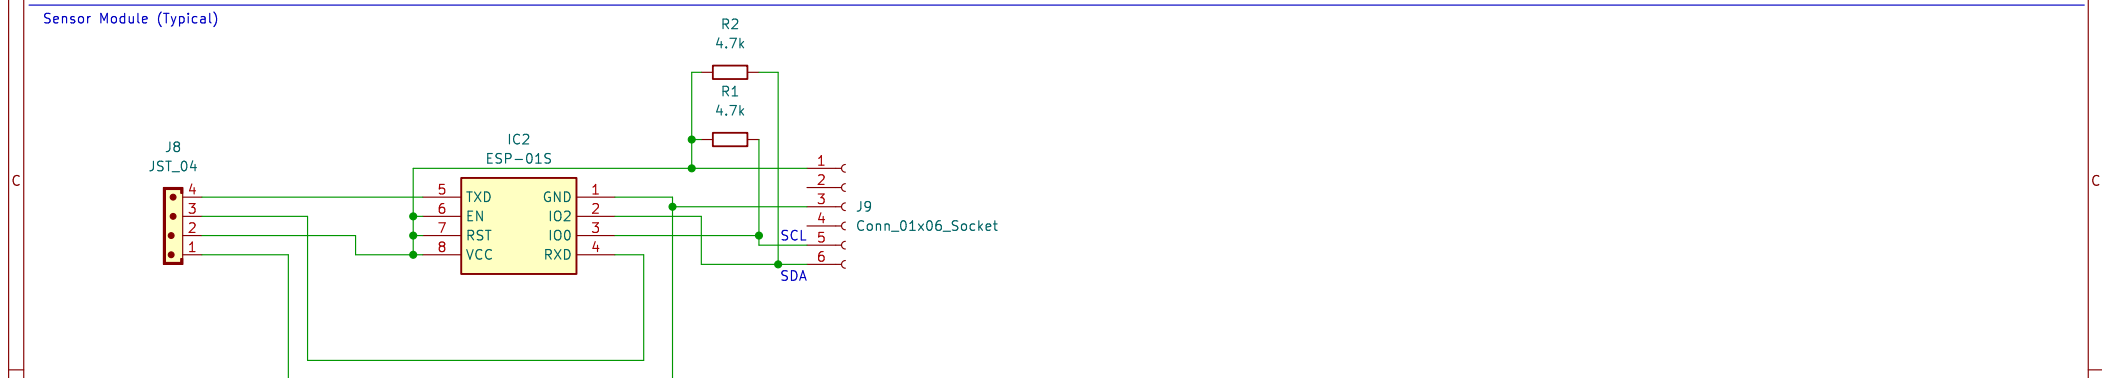 Sensor Module (Typical)
R2
4.7k
R1
4.7k
IC2
ESP-01S
J8
JST_04
4
3
2
1
5
6
7
8
TXD
EN
RST
VCC
GND
IO2
IO0
RXD
1
2
3
4
1
2
3
4
5
6
SCL
SDA
J9
Conn_01x06_Socket
C
C